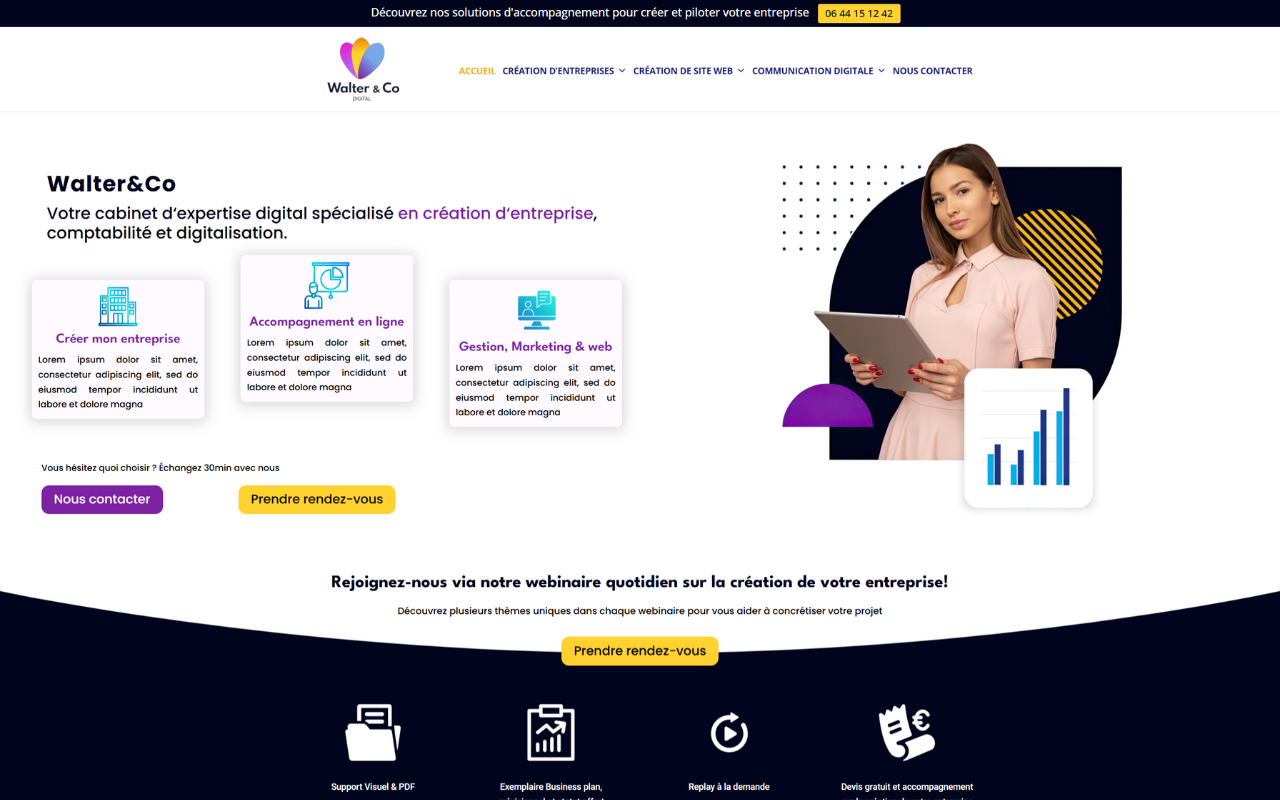 Découvrez nos solutions d'accompagnement pour créer et piloter votre entreprise
06 44 15 12 42
Walter & Co
DIGITAL
ACCUEIL
CRÉATION D'ENTREPRISES
CRÉATION DE SITE WEB
COMMUNICATION DIGITALE
NOUS CONTACTER
Walter&Co
Votre cabinet d‘expertise digital spécialisé en création d‘entreprise,
comptabilité et digitalisation.
Créer mon entreprise
Lorem ipsum dolor sit amet,
consectetur adipiscing elit, sed do
eiusmod tempor incididunt ut
labore et dolore magna
Accompagnement en ligne
Lorem ipsum dolor sit amet,
consectetur adipiscing elit, sed do
eiusmod tempor incididunt ut
labore et dolore magna
Gestion, Marketing & web
Lorem ipsum dolor sit amet,
consectetur adipiscing elit, sed do
eiusmod tempor incididunt ut
labore et dolore magna
Vous hésitez quoi choisir ? Échangez 30min avec nous
Nous contacter
Prendre rendez-vous
Rejoignez-nous via notre webinaire quotidien sur la création de votre entreprise!
Découvrez plusieurs thèmes uniques dans chaque webinaire pour vous aider à concrétiser votre projet
Prendre rendez-vous
Support Visuel & PDF
Exemplaire Business plan,
Replay à la demande
Devis gratuit et accompagnement